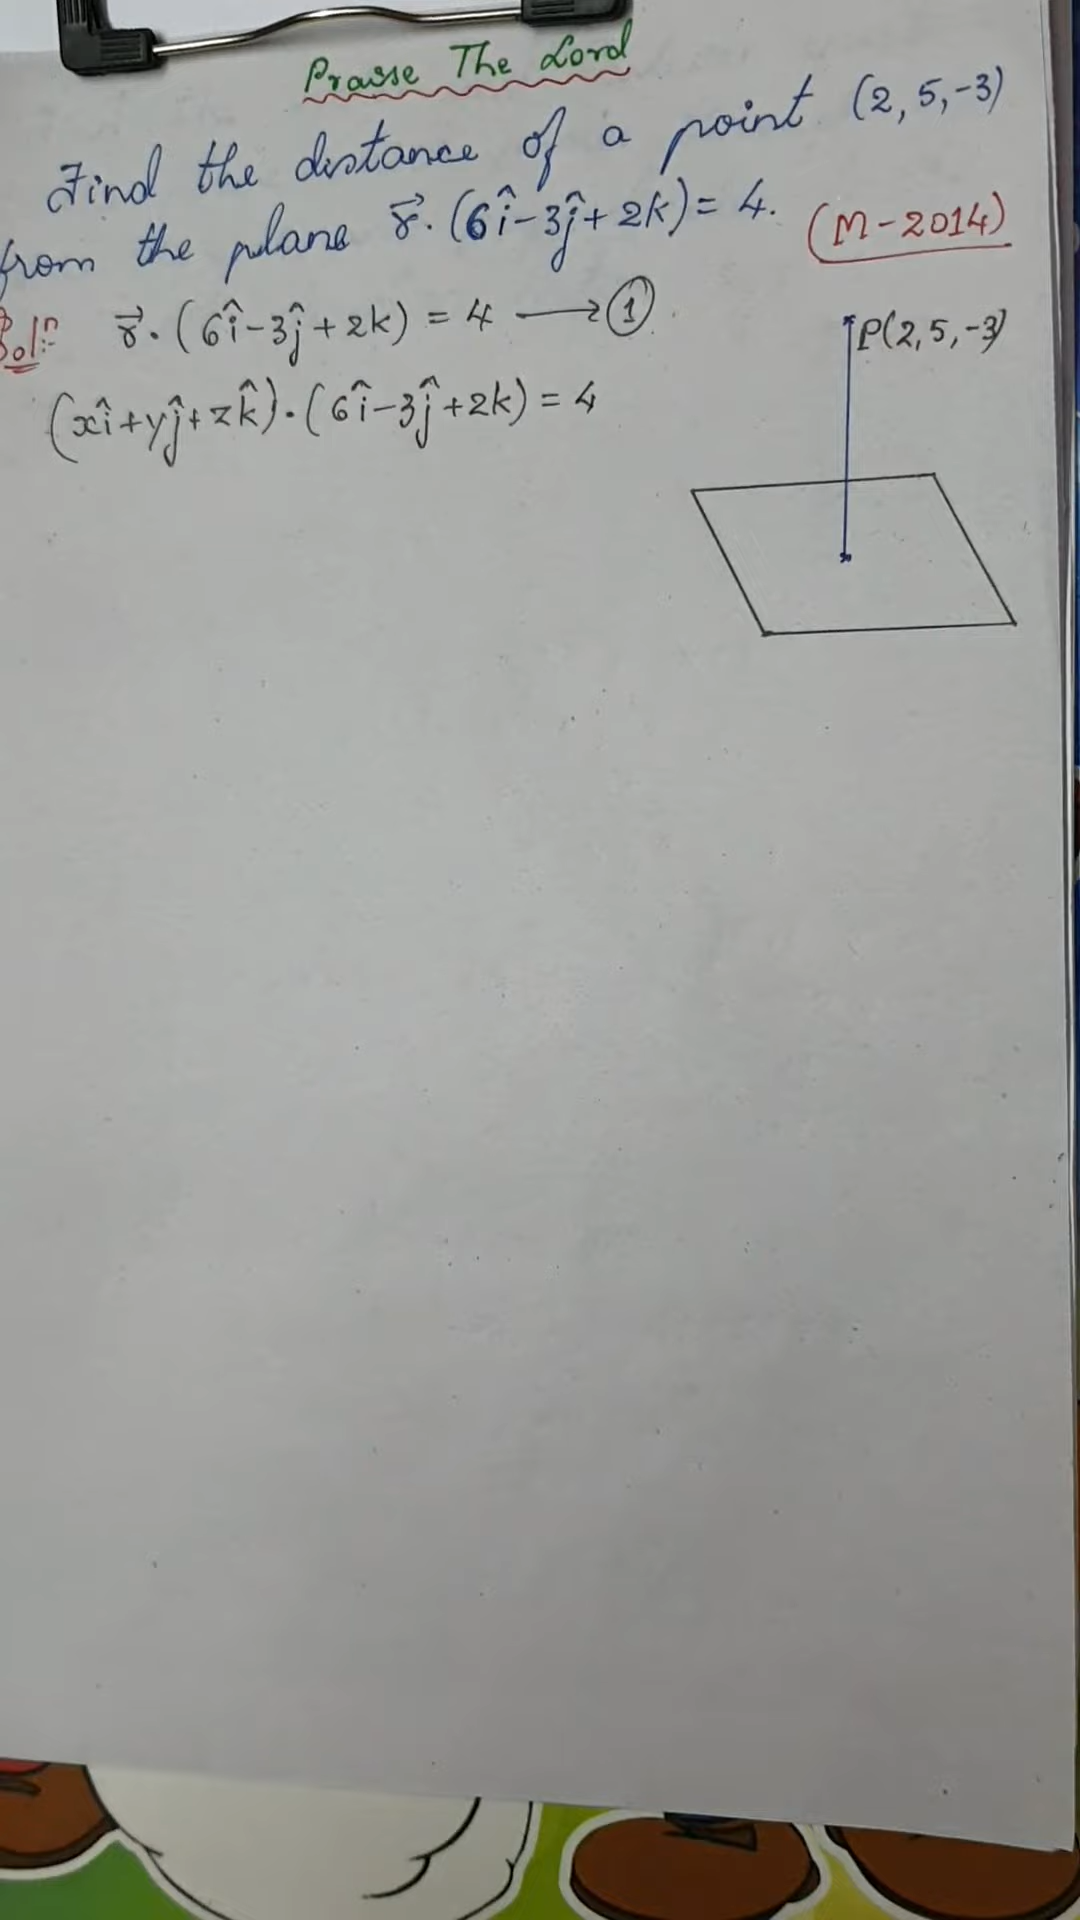 Praise The Lord
Find the distance of a point (2, 5, -3)
from the plane r⃗. (6î - 3ĵ + 2k) = 4. (M-2014)
Solⁿ:- r⃗. (6î - 3ĵ + 2k) = 4 → ①
P(2, 5, -3)
(xî + yĵ + zk̂). (6î - 3ĵ + 2k) = 4